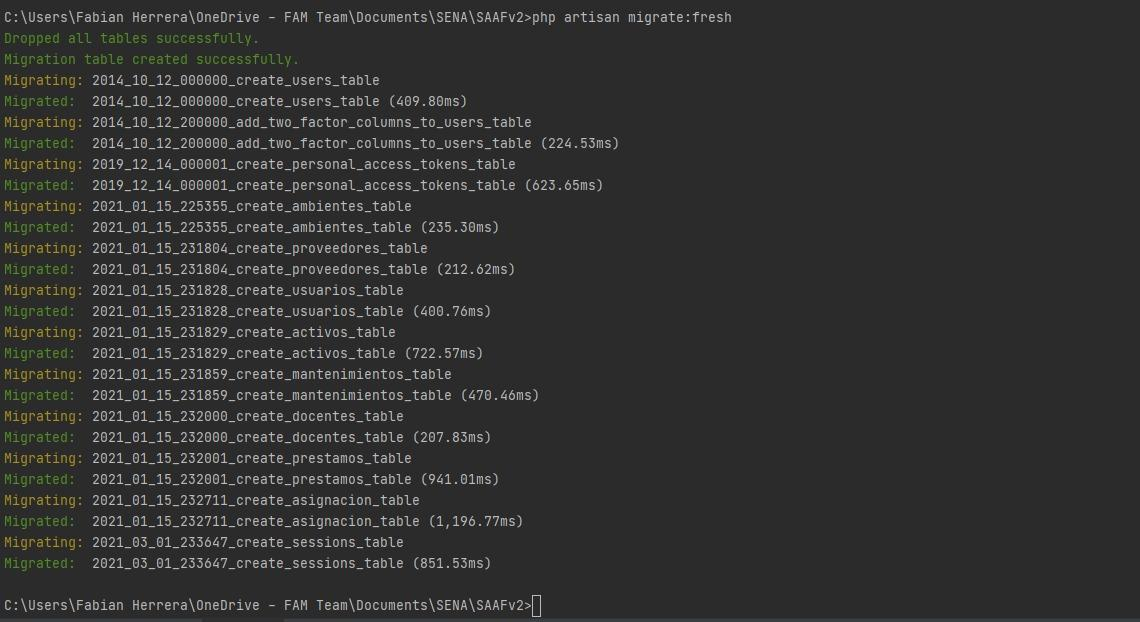 C:\Users\Fabian Herrera\OneDrive - FAM Team\Documents\SENA\SAAFv2>php artisan migrate:fresh
Dropped all tables successfully.
Migration table created successfully.
Migrating: 2014_10_12_000000_create_users_table
Migrated:  2014_10_12_000000_create_users_table (409.80ms)
Migrating: 2014_10_12_200000_add_two_factor_columns_to_users_table
Migrated:  2014_10_12_200000_add_two_factor_columns_to_users_table (224.53ms)
Migrating: 2019_12_14_000001_create_personal_access_tokens_table
Migrated:  2019_12_14_000001_create_personal_access_tokens_table (623.65ms)
Migrating: 2021_01_15_225355_create_ambientes_table
Migrated:  2021_01_15_225355_create_ambientes_table (235.30ms)
Migrating: 2021_01_15_231804_create_proveedores_table
Migrated:  2021_01_15_231804_create_proveedores_table (212.62ms)
Migrating: 2021_01_15_231828_create_usuarios_table
Migrated:  2021_01_15_231828_create_usuarios_table (400.76ms)
Migrating: 2021_01_15_231829_create_activos_table
Migrated:  2021_01_15_231829_create_activos_table (722.57ms)
Migrating: 2021_01_15_231859_create_mantenimientos_table
Migrated:  2021_01_15_231859_create_mantenimientos_table (470.46ms)
Migrating: 2021_01_15_232000_create_docentes_table
Migrated:  2021_01_15_232000_create_docentes_table (207.83ms)
Migrating: 2021_01_15_232001_create_prestamos_table
Migrated:  2021_01_15_232001_create_prestamos_table (941.01ms)
Migrating: 2021_01_15_232711_create_asignacion_table
Migrated:  2021_01_15_232711_create_asignacion_table (1,196.77ms)
Migrating: 2021_03_01_233647_create_sessions_table
Migrated:  2021_03_01_233647_create_sessions_table (851.53ms)
C:\Users\Fabian Herrera\OneDrive - FAM Team\Documents\SENA\SAAFv2>